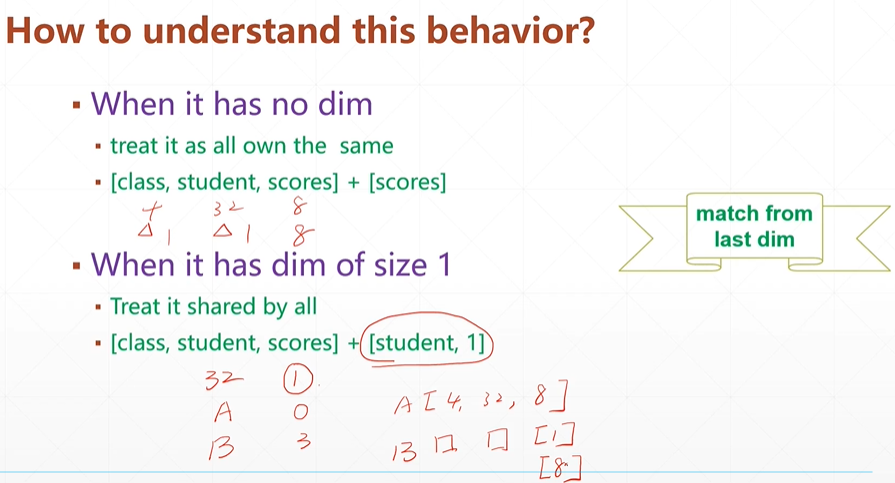 How to understand this behavior?
▪ When it has no dim
▪ treat it as all own the same
▪ [class, student, scores] + [scores]
4 32 8
Δ 1 Δ 1 8
match from
last dim
▪ When it has dim of size 1
▪ Treat it shared by all
▪ [class, student, scores] + [student, 1]
32 1
A 0
B 3
A [4, 32, 8]
B □ □ [1]
[8]